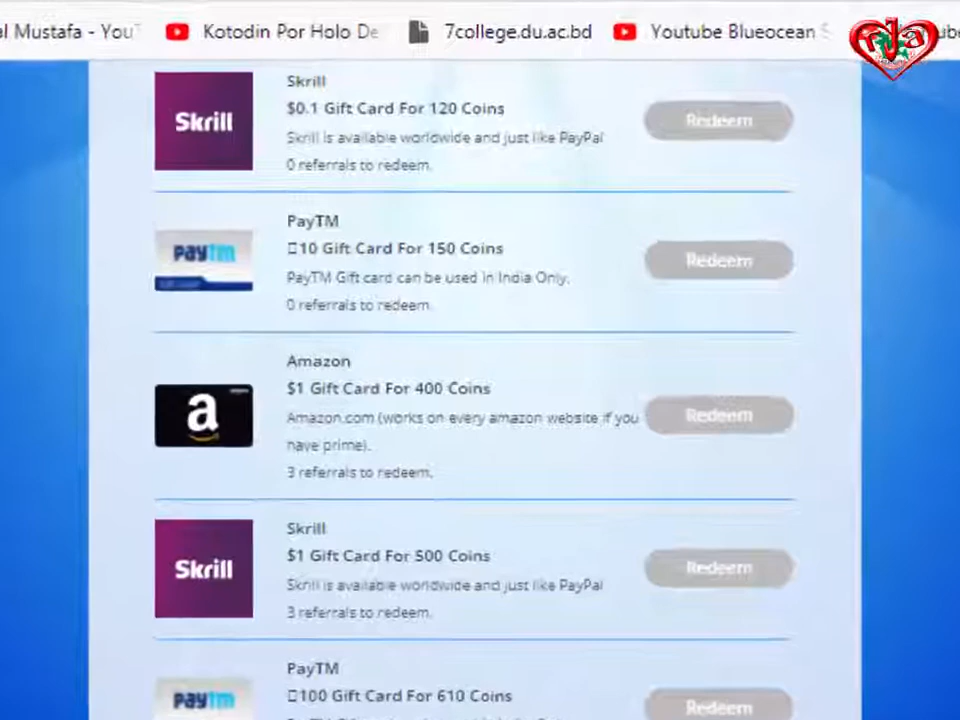 al Mustafa - You
Kotodin Por Holo De
7college.du.ac.bd
Youtube Blueocean
rja
Skrill
Skrill
$0.1 Gift Card For 120 Coins
Skrill is available worldwide and just like PayPal
0 referrals to redeem.
Redeem
paytm
PayTM
10 Gift Card For 150 Coins
PayTM Gift card can be used in India Only.
0 referrals to redeem.
Redeem
a
Amazon
$1 Gift Card For 400 Coins
Amazon.com (works on every amazon website if you
have prime).
3 referrals to redeem.
Redeem
Skrill
Skrill
$1 Gift Card For 500 Coins
Skrill is available worldwide and just like PayPal
3 referrals to redeem.
Redeem
paytm
PayTM
100 Gift Card For 610 Coins
Redeem